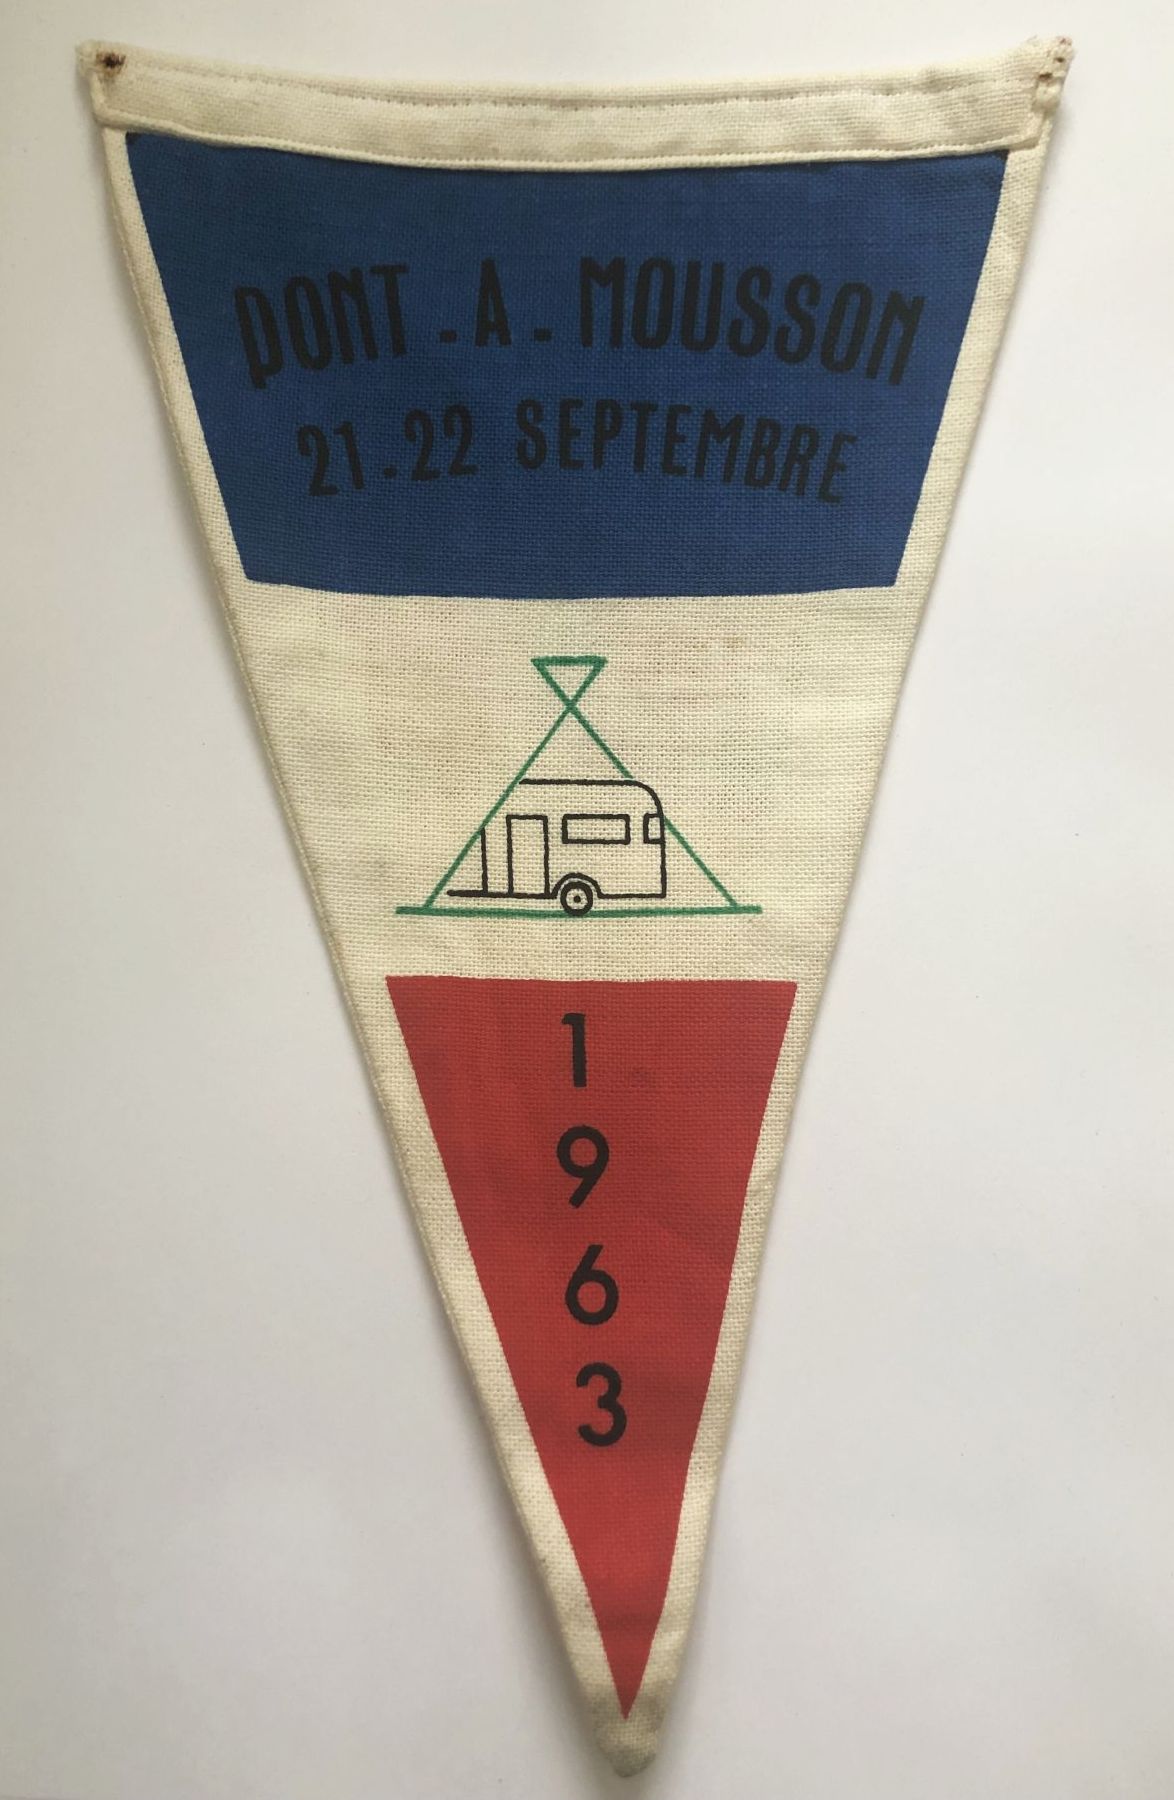 PONT - A - MOUSSON
21-22 SEPTEMBRE
1
9
6
3